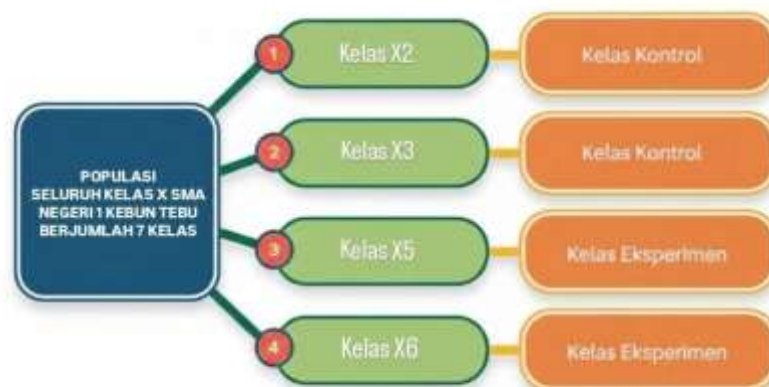 POPULASI
SELURUH KELAS X SMA
NEGERI 1 KEBUN TEBU
BERJUMLAH 7 KELAS
1
Kelas X2
Kelas Kontrol
2
Kelas X3
Kelas Kontrol
3
Kelas X5
Kelas Eksperimen
4
Kelas X6
Kelas Eksperimen